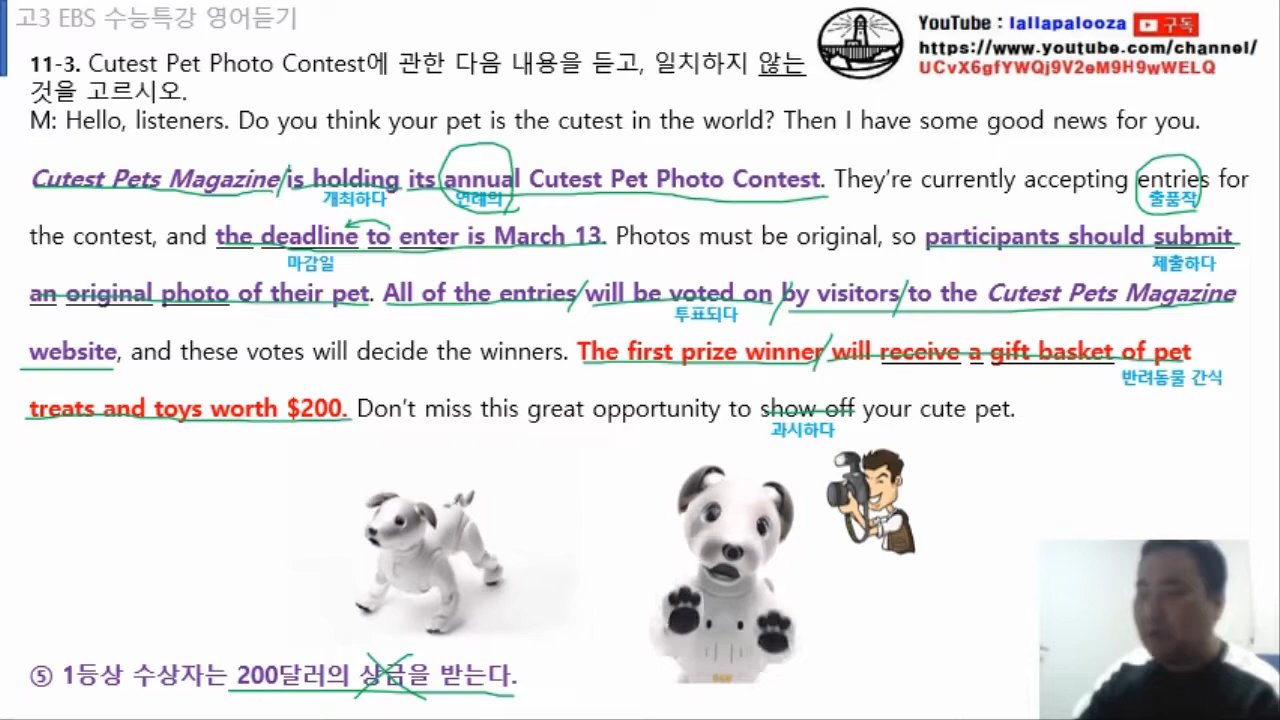 고3 EBS 수능특강 영어듣기
YouTube : lallapalooza 구독
https://www.youtube.com/channel/
UCvX6gfYWQj9V2eM9H9wWELQ
11-3. Cutest Pet Photo Contest에 관한 다음 내용을 듣고, 일치하지 않는
것을 고르시오.
M: Hello, listeners. Do you think your pet is the cutest in the world? Then I have some good news for you.
Cutest Pets Magazine is holding its annual Cutest Pet Photo Contest. They're currently accepting entries for
개최하다 연례의 출품작
the contest, and the deadline to enter is March 13. Photos must be original, so participants should submit
마감일 제출하다
an original photo of their pet. All of the entries will be voted on by visitors to the Cutest Pets Magazine
투표되다
website, and these votes will decide the winners. The first prize winner will receive a gift basket of pet
반려동물 간식
treats and toys worth $200. Don't miss this great opportunity to show off your cute pet.
과시하다
⑤ 1등상 수상자는 200달러의 상금을 받는다.